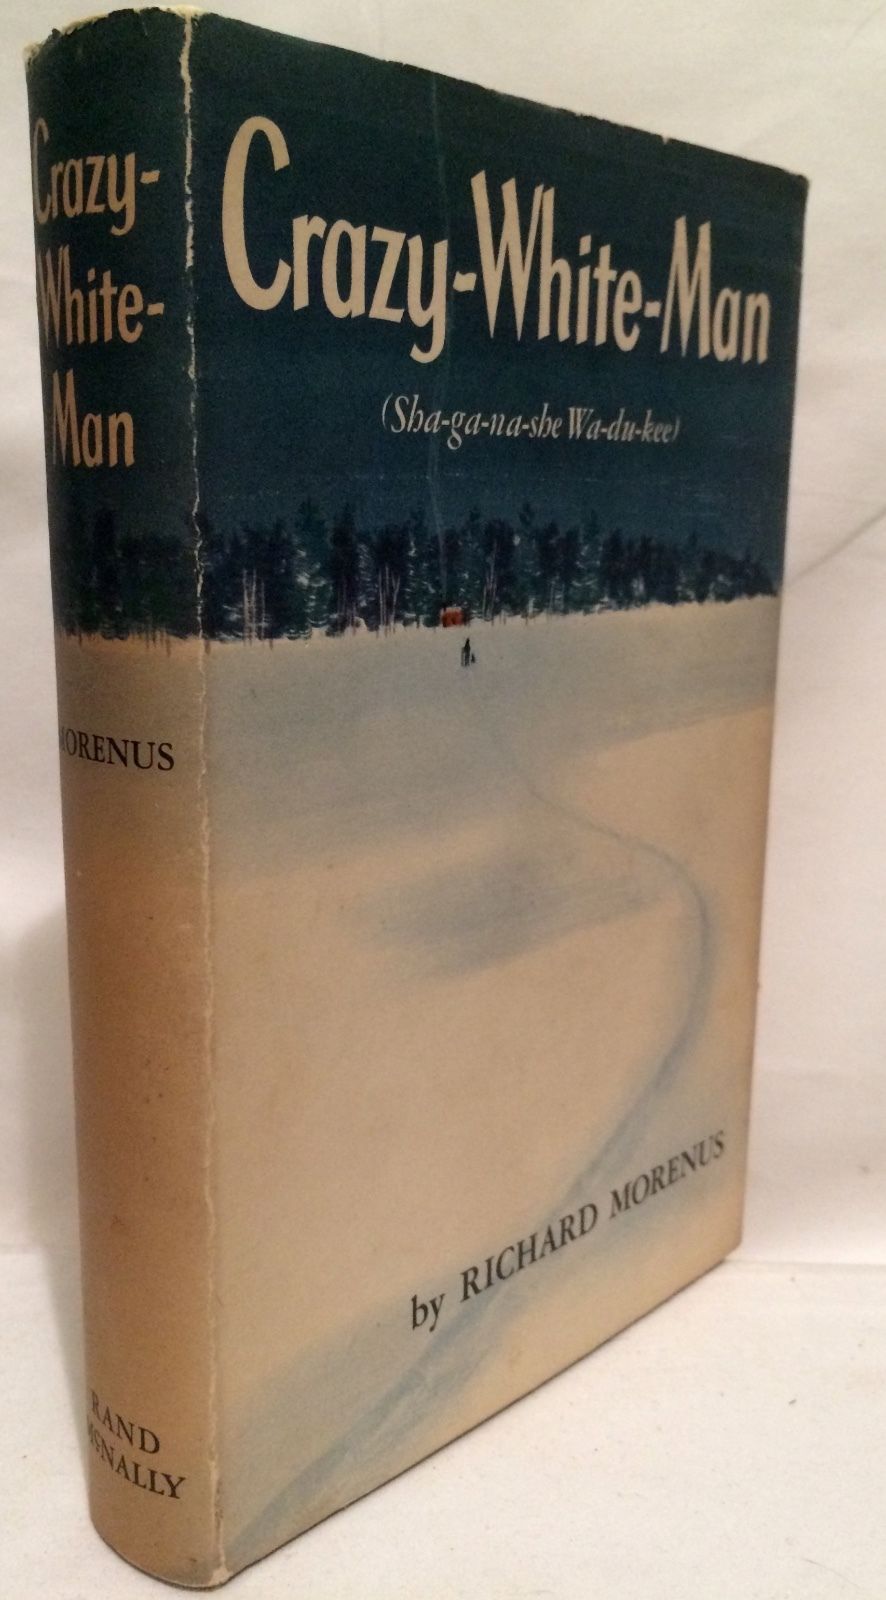 Crazy-
White-
Man
MORENUS
RAND
McNALLY
Crazy-White-Man
(Sha-ga-na-she Wa-du-kee)
by RICHARD MORENUS